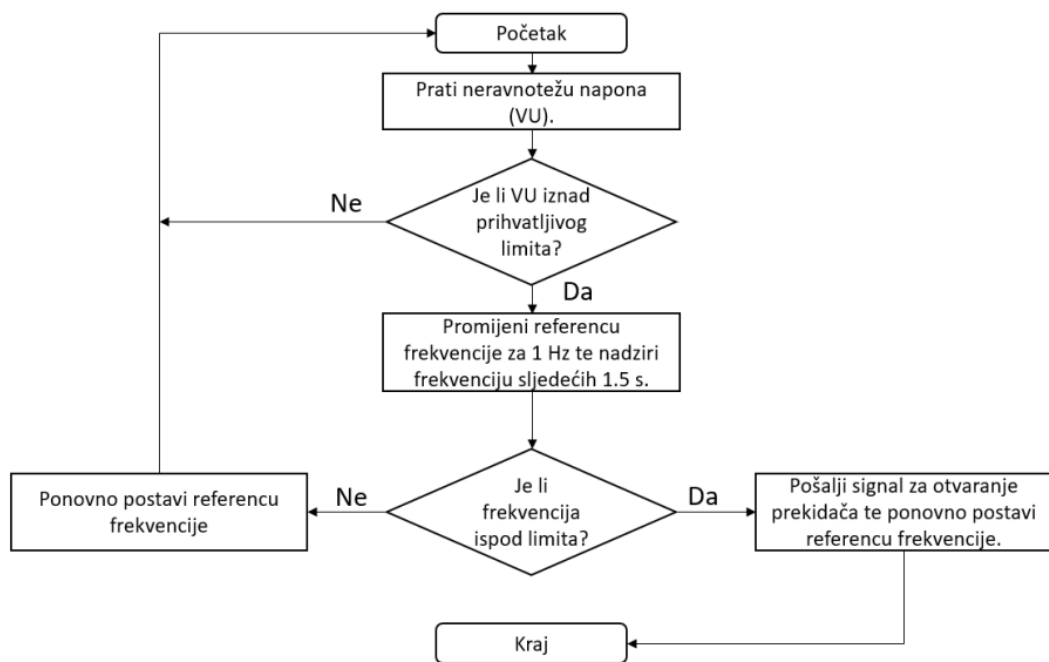 Početak
Prati neravnotežu napona
(VU).
Ne
Je li VU iznad
prihvatljivog
limita?
Da
Promijeni referencu
frekvencije za 1 Hz te nadziri
frekvenciju sljedećih 1.5 s.
Ponovno postavi referencu
frekvencije
Ne
Je li
frekvencija
ispod limita?
Da
Pošalji signal za otvaranje
prekidača te ponovno postavi
referencu frekvencije.
Kraj